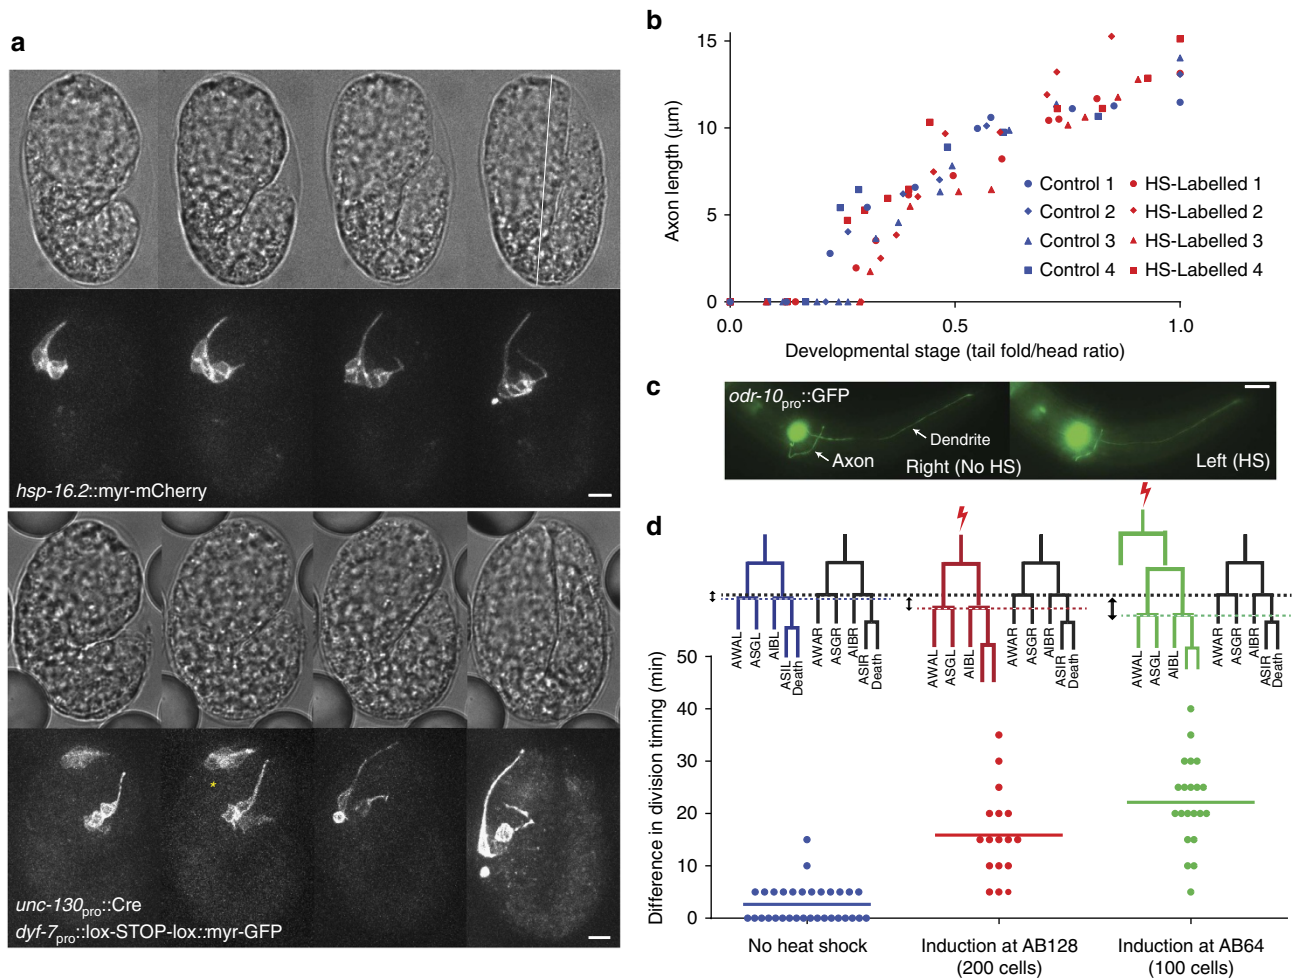 a
hsp-16.2::myr-mCherry
*
unc-130pro::Cre
dyf-7pro::lox-STOP-lox::myr-GFP
b
Axon length (μm)
15
10
5
0
0.0 0.5 1.0
Developmental stage (tail fold/head ratio)
Control 1 HS-Labelled 1
Control 2 HS-Labelled 2
Control 3 HS-Labelled 3
Control 4 HS-Labelled 4
c
odr-10pro::GFP
Dendrite
Axon
Right (No HS)
Left (HS)
d
AWAL ASGL AIBL ASIL Death AWAR ASGR AIBR ASIR Death
AWAL ASGL AIBL AWAR ASGR AIBR ASIR Death
AWAL ASGL AIBL AWAR ASGR AIBR ASIR Death
Difference in division timing (min)
50
40
30
20
10
0
No heat shock
Induction at AB128
(200 cells)
Induction at AB64
(100 cells)